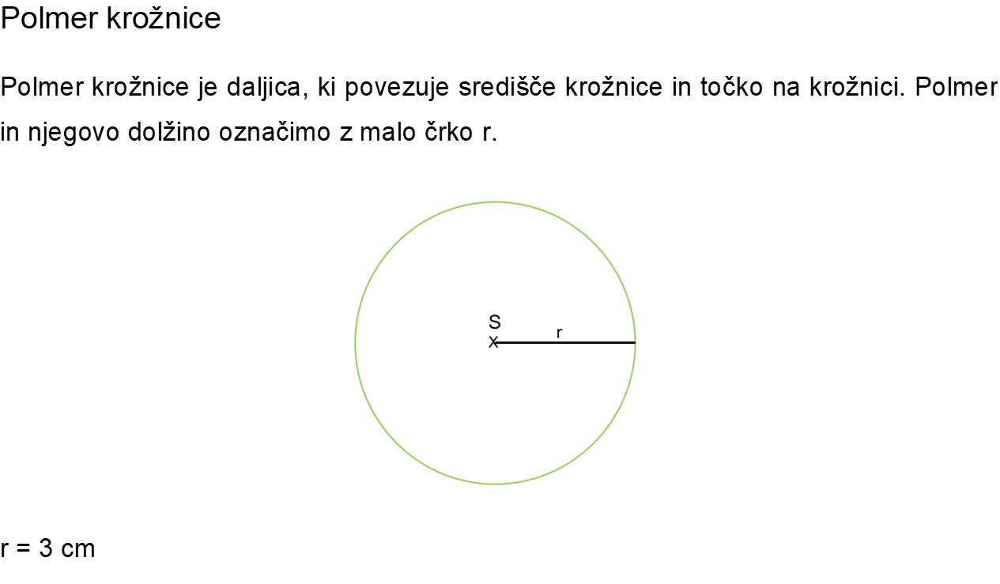 Polmer krožnice
Polmer krožnice je daljica, ki povezuje središče krožnice in točko na krožnici. Polmer
in njegovo dolžino označimo z malo črko r.
S
r
X
r = 3 cm